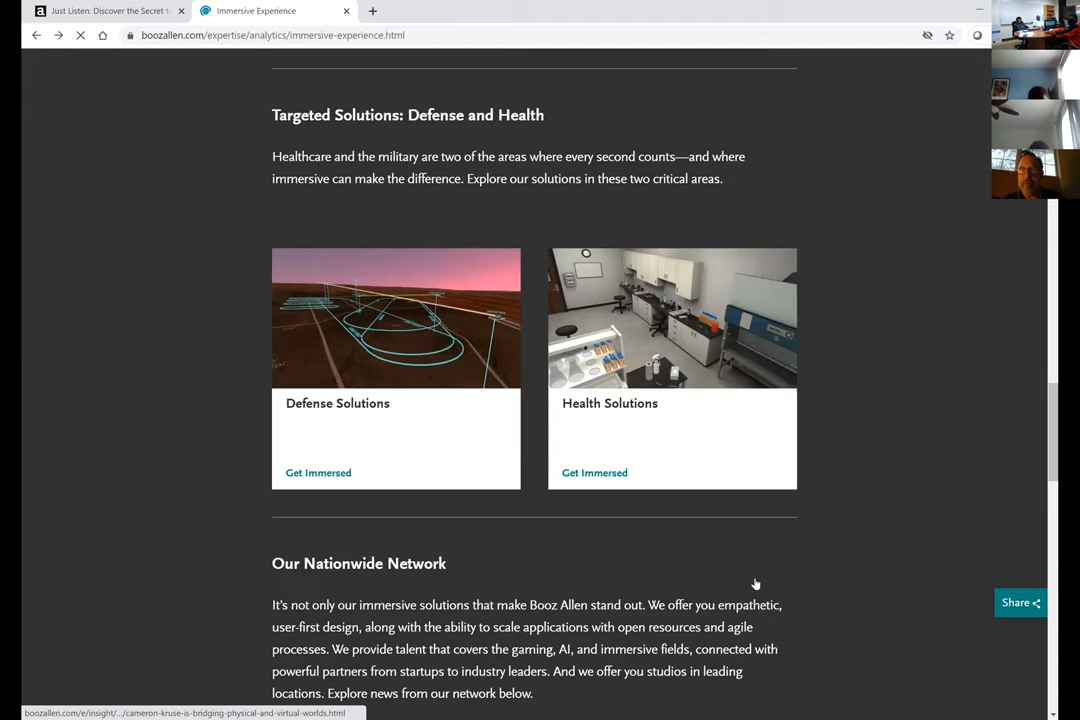 Just Listen: Discover the Secret to
Immersive Experience
boozallen.com/expertise/analytics/immersive-experience.html
Targeted Solutions: Defense and Health
Healthcare and the military are two of the areas where every second counts—and where
immersive can make the difference. Explore our solutions in these two critical areas.
Defense Solutions
Get Immersed
Health Solutions
Get Immersed
Our Nationwide Network
It's not only our immersive solutions that make Booz Allen stand out. We offer you empathetic,
user-first design, along with the ability to scale applications with open resources and agile
processes. We provide talent that covers the gaming, AI, and immersive fields, connected with
powerful partners from startups to industry leaders. And we offer you studios in leading
locations. Explore news from our network below.
Share
boozallen.com/e/insight/.../cameron-kruse-is-bridging-physical-and-virtual-worlds.html